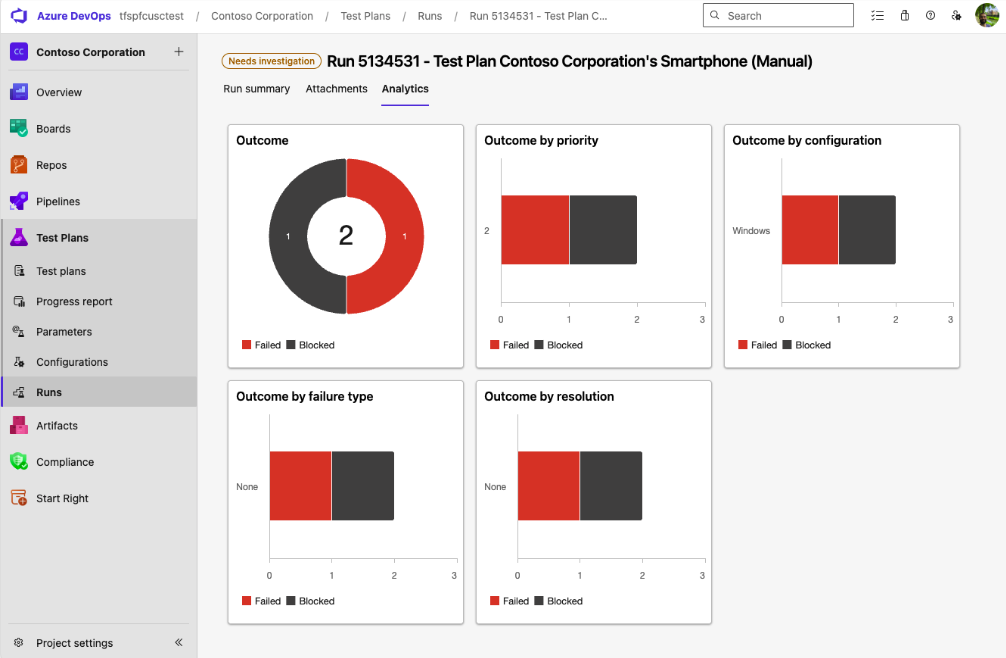 Azure DevOps tfspfcusctest / Contoso Corporation / Test Plans / Runs / Run 5134531 - Test Plan C... Search
CC Contoso Corporation
Overview
Boards
Repos
Pipelines
Test Plans
Test plans
Progress report
Parameters
Configurations
Runs
Artifacts
Compliance
Start Right
Project settings
Needs investigation Run 5134531 - Test Plan Contoso Corporation's Smartphone (Manual)
Run summary Attachments Analytics
Outcome
1 2 1
Failed Blocked
Outcome by priority
2
0 1 2 3
Failed Blocked
Outcome by configuration
Windows
0 1 2 3
Failed Blocked
Outcome by failure type
None
0 1 2 3
Failed Blocked
Outcome by resolution
None
0 1 2 3
Failed Blocked